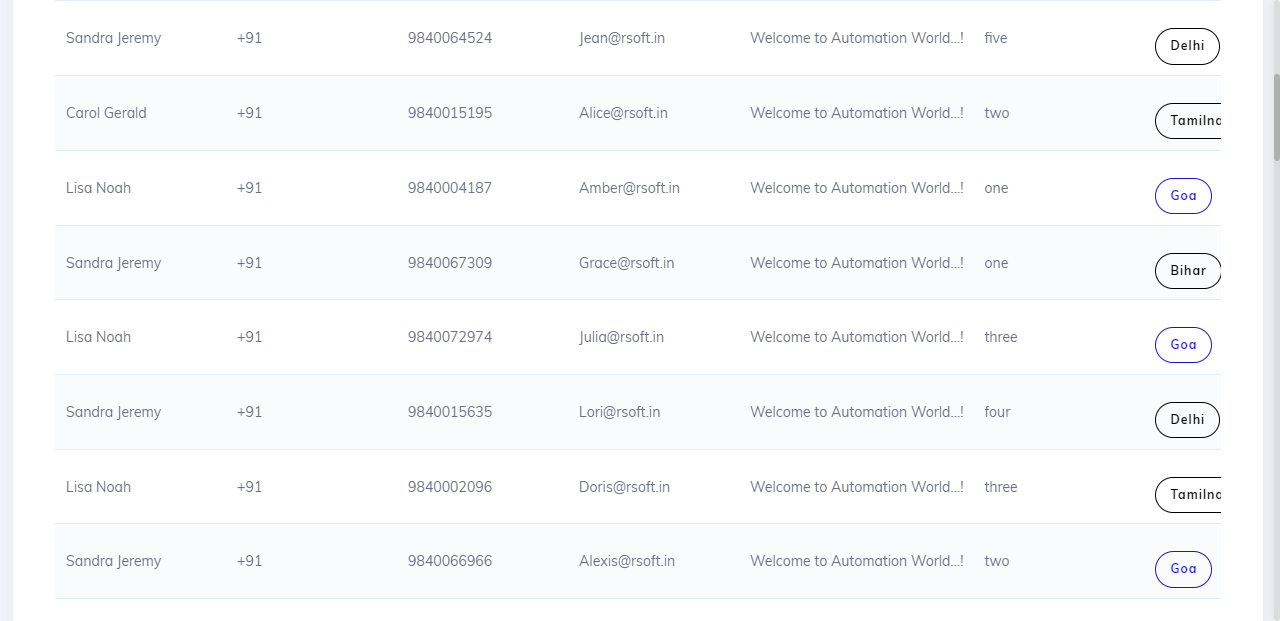 Sandra Jeremy +91 9840064524 Jean@rsoft.in Welcome to Automation World...! five Delhi
Carol Gerald +91 9840015195 Alice@rsoft.in Welcome to Automation World...! two
Lisa Noah +91 9840004187 Amber@rsoft.in Welcome to Automation World...! one Goa
Sandra Jeremy +91 9840067309 Grace@rsoft.in Welcome to Automation World...! one Bihar
Lisa Noah +91 9840072974 Julia@rsoft.in Welcome to Automation World...! three Goa
Sandra Jeremy +91 9840015635 Lori@rsoft.in Welcome to Automation World...! four Delhi
Lisa Noah +91 9840002096 Doris@rsoft.in Welcome to Automation World...! three
Sandra Jeremy +91 9840066966 Alexis@rsoft.in Welcome to Automation World...! two Goa